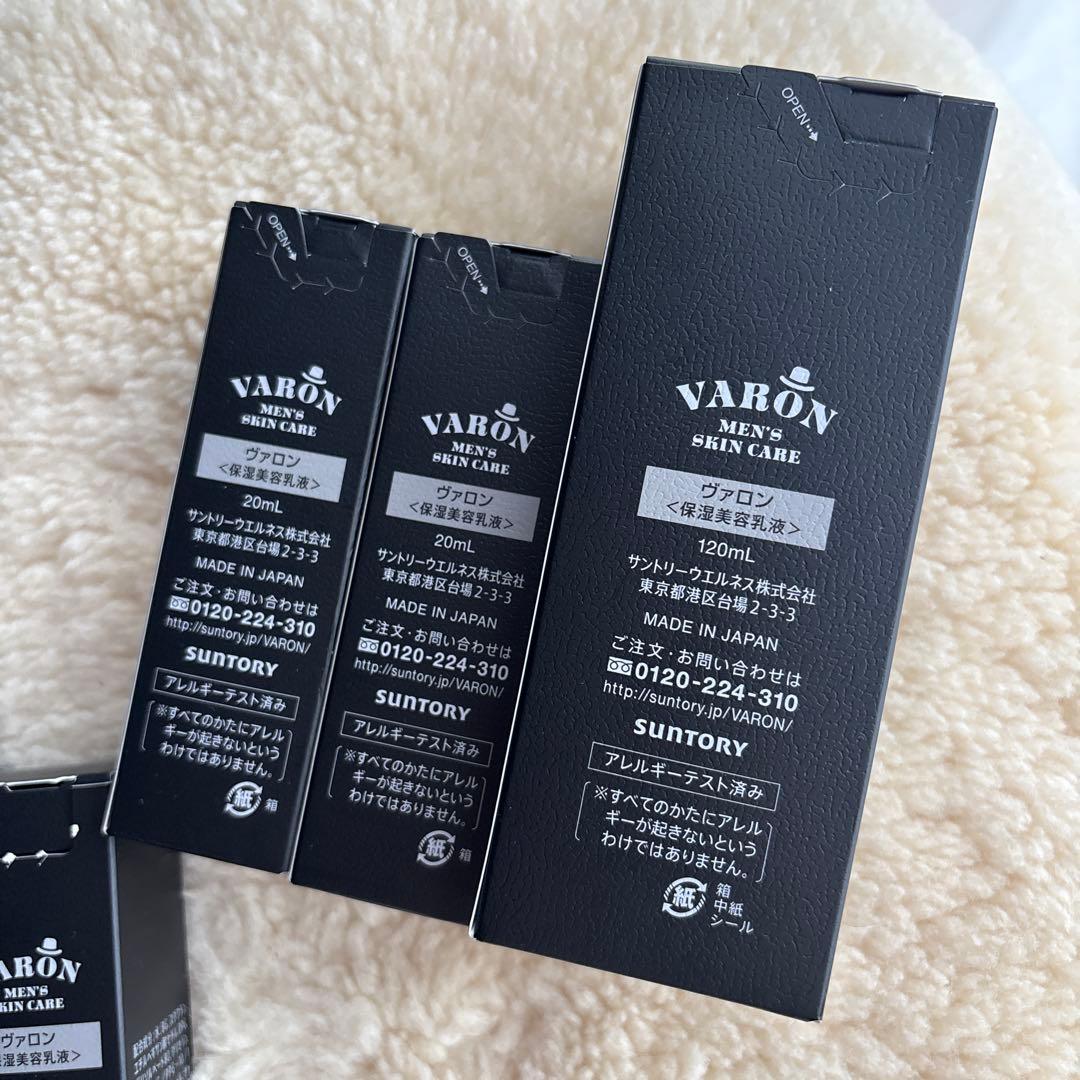 OPEN
VARON
MEN'S
SKIN CARE
ヴァロン
<保湿美容乳液>
20mL
サントリーウエルネス株式会社
東京都港区台場2-3-3
MADE IN JAPAN
ご注文・お問い合わせは
0120-224-310
http://suntory.jp/VARON/
SUNTORY
アレルギーテスト済み
※すべてのかたにアレル
ギーが起きないという
わけではありません。
紙 箱
OPEN
VARON
MEN'S
SKIN CARE
ヴァロン
<保湿美容乳液>
20mL
サントリーウエルネス株式会社
東京都港区台場2-3-3
MADE IN JAPAN
ご注文・お問い合わせは
0120-224-310
http://suntory.jp/VARON/
SUNTORY
アレルギーテスト済み
※すべてのかたにアレル
ギーが起きないという
わけではありません。
紙 箱
OPEN
VARON
MEN'S
SKIN CARE
ヴァロン
<保湿美容乳液>
120mL
サントリーウエルネス株式会社
東京都港区台場2-3-3
MADE IN JAPAN
ご注文・お問い合わせは
0120-224-310
http://suntory.jp/VARON/
SUNTORY
アレルギーテスト済み
※すべてのかたにアレル
ギーが起きないという
わけではありません。
紙 箱
中紙
シール
ARON
MEN'S
KIN CARE
ヴァロン
湿美容乳液>